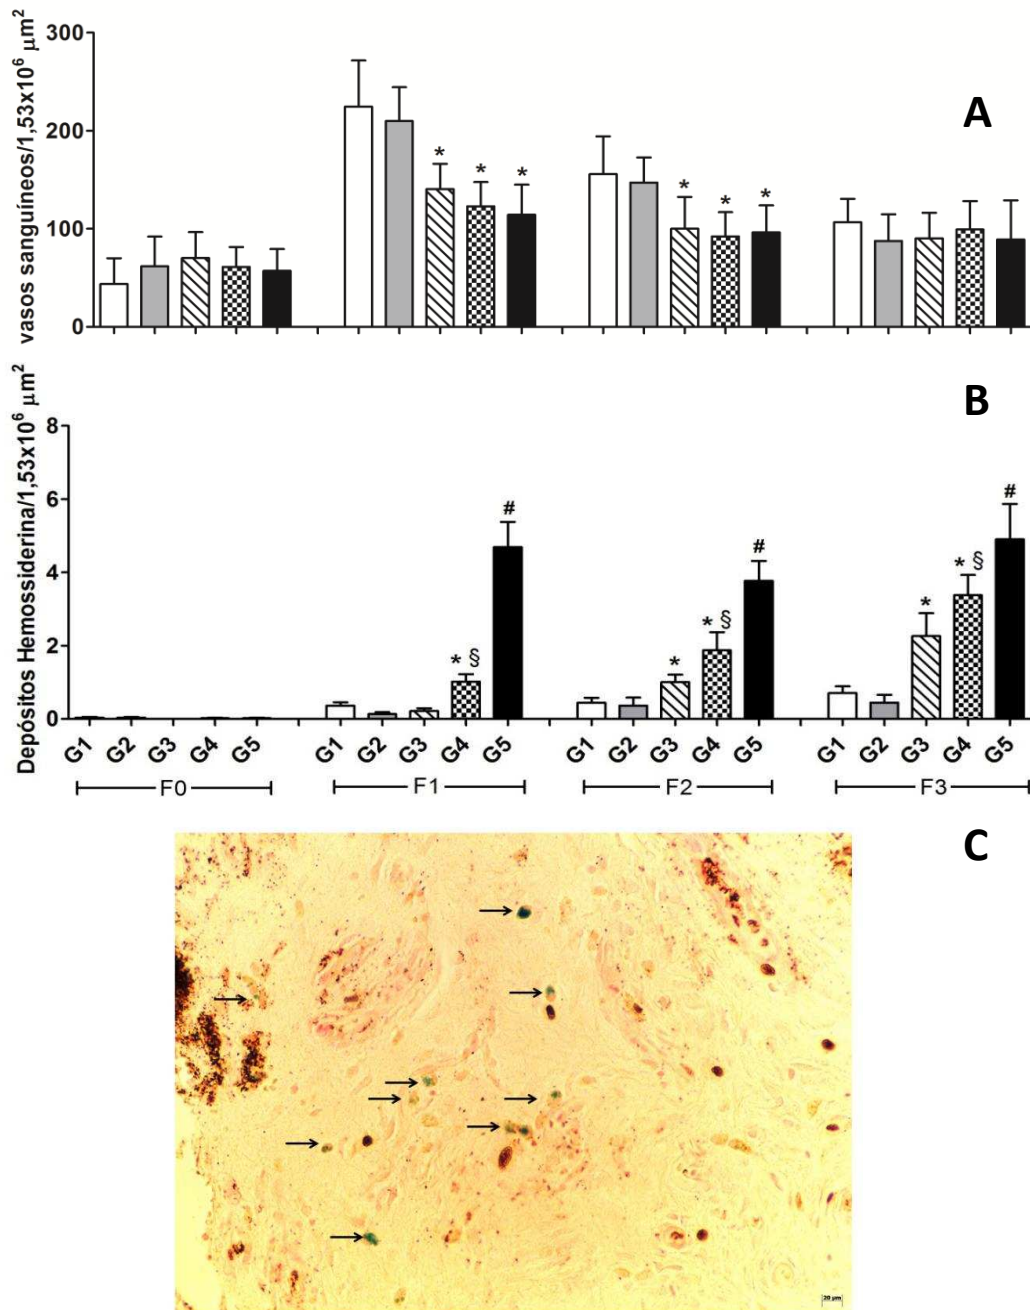 vasos sanguíneos/1,53x10⁶ μm²
300
200
100
0
A
* * *
* * *
Depósitos Hemossiderina/1,53x10⁶ μm²
8
6
4
2
0
B
* § #
* * § #
* * § #
G1 G2 G3 G4 G5 G1 G2 G3 G4 G5 G1 G2 G3 G4 G5 G1 G2 G3 G4 G5
F0 F1 F2 F3
C
20 μm